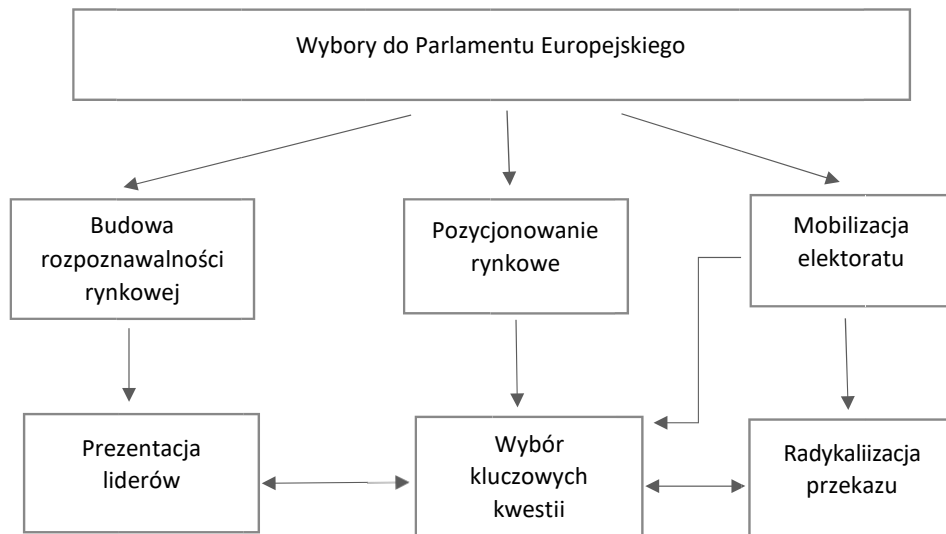 Wybory do Parlamentu Europejskiego
Budowa
rozpoznawalności
rynkowej
Pozycjonowanie
rynkowe
Mobilizacja
elektoratu
Prezentacja
liderów
Wybór
kluczowych
kwestii
Radykaliizacja
przekazu